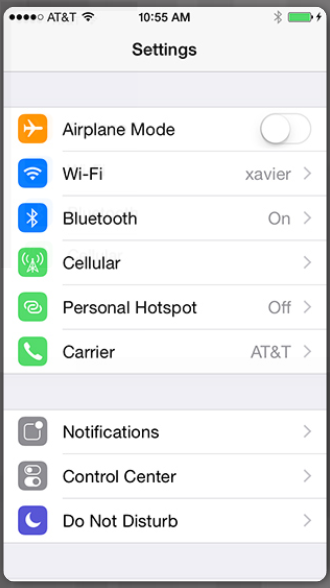 AT&T 10:55 AM
Settings
Airplane Mode
Wi-Fi xavier
Bluetooth On
Cellular
Personal Hotspot Off
Carrier AT&T
Notifications
Control Center
Do Not Disturb